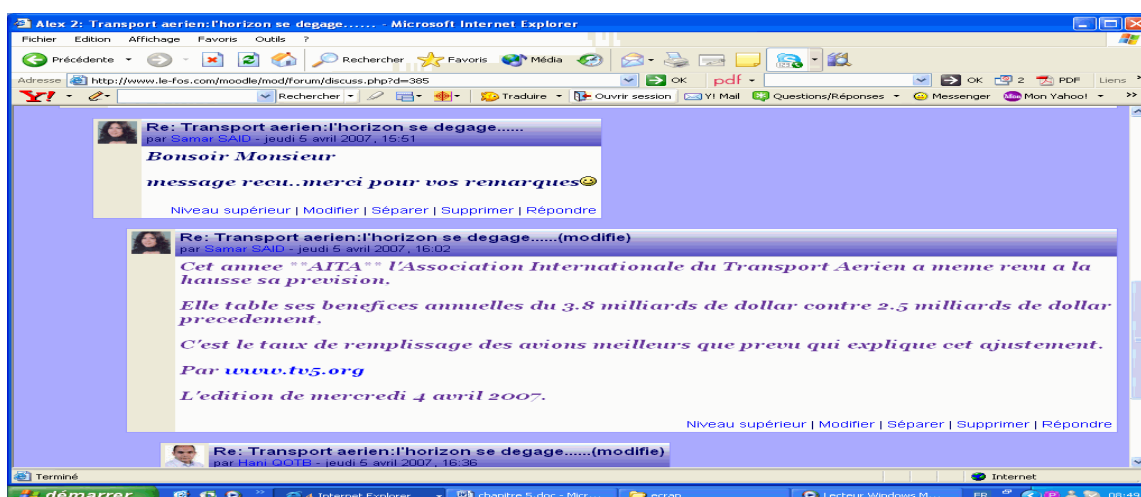 Alex 2: Transport aerien:l'horizon se degage...... - Microsoft Internet Explorer
Fichier Edition Affichage Favoris Outils ?
Précédente Rechercher Favoris Média
Adresse http://www.le-fos.com/moodle/mod/forum/discuss.php?d=385 OK pdf OK 2 PDF Liens »
Y! Rechercher Traduire Ouvrir session Y! Mail Questions/Réponses Messenger Mon Yahoo! »
Re: Transport aerien:l'horizon se degage......
par Samar SAID - jeudi 5 avril 2007, 15:51
Bonsoir Monsieur
message recu..merci pour vos remarques
Niveau supérieur | Modifier | Séparer | Supprimer | Répondre
Re: Transport aerien:l'horizon se degage......(modifie)
par Samar SAID - jeudi 5 avril 2007, 16:02
Cet annee ""AITA"" l'Association Internationale du Transport Aerien a meme revu a la
hausse sa prevision.
Elle table ses benefices annuelles du 3.8 milliards de dollar contre 2.5 milliards de dollar
precedement.
C'est le taux de remplissage des avions meilleurs que prevu qui explique cet ajustement.
Par www.tv5.org
L'edition de mercredi 4 avril 2007.
Niveau supérieur | Modifier | Séparer | Supprimer | Répondre
Re: Transport aerien:l'horizon se degage......(modifie)
par Hani QOTB - jeudi 5 avril 2007, 16:36
Terminé Internet
démarrer » 4 Internet Explorer chapitre 5.doc - Micr... ecran Lecteur Windows M... FR 08:49